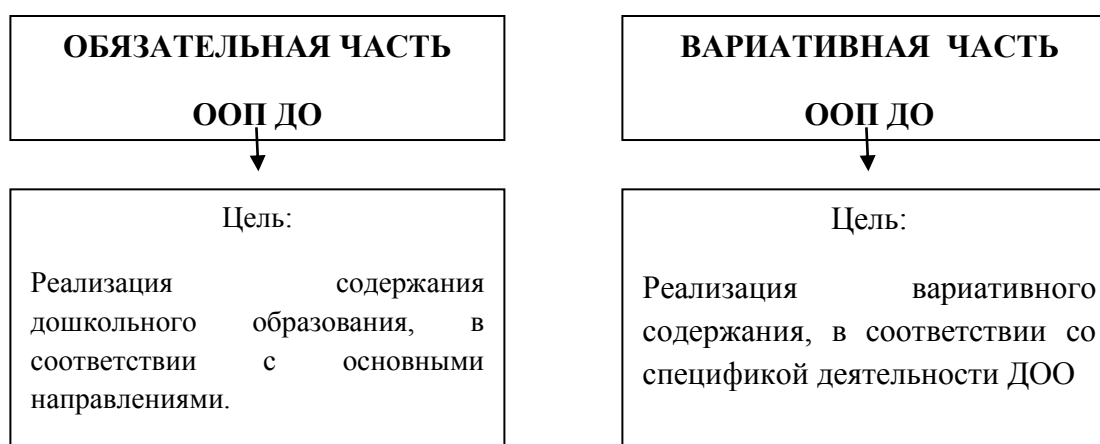 ОБЯЗАТЕЛЬНАЯ ЧАСТЬ
ООП ДО
Цель:
Реализация содержания
дошкольного образования, в
соответствии с основными
направлениями.
ВАРИАТИВНАЯ ЧАСТЬ
ООП ДО
Цель:
Реализация вариативного
содержания, в соответствии со
спецификой деятельности ДОО